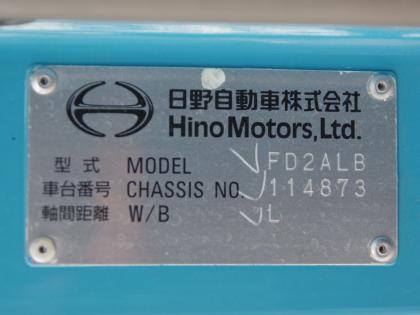 日野自動車株式会社
Hino Motors, Ltd.
型式 MODEL FD2ALB
車台番号 CHASSIS NO. 114873
軸間距離 W/B L